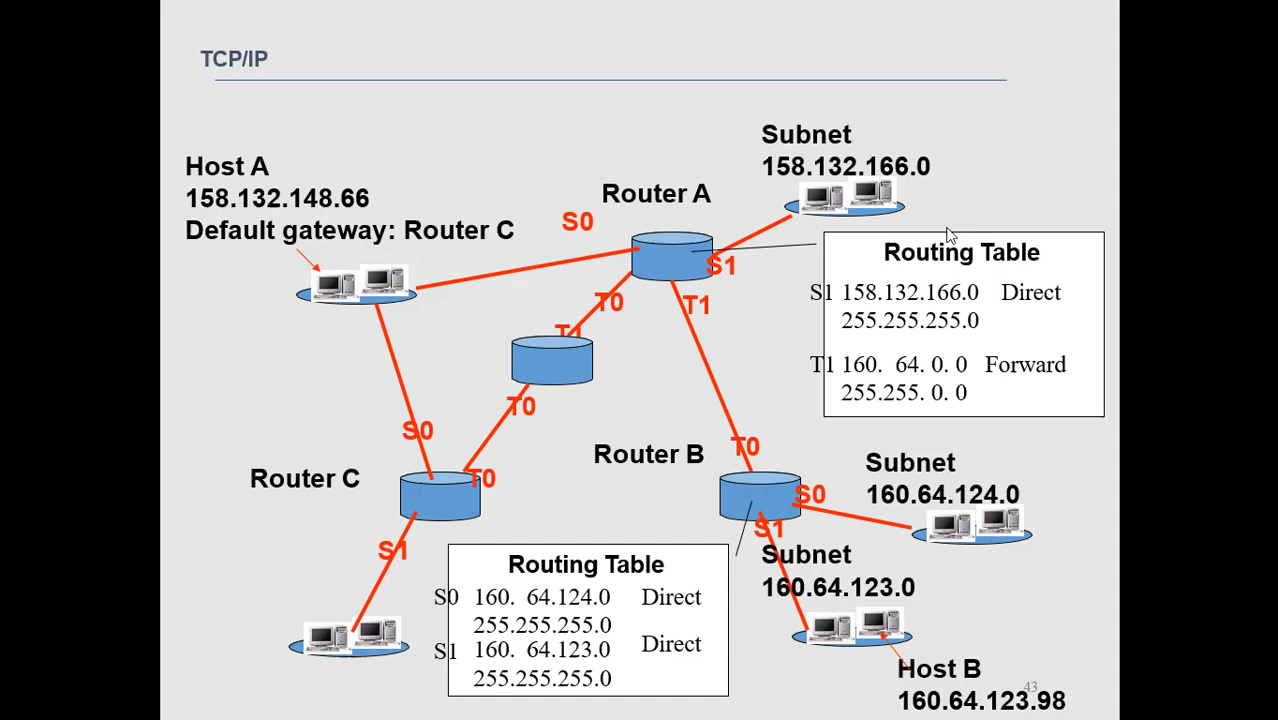 TCP/IP
Subnet
158.132.166.0
Host A
158.132.148.66
Default gateway: Router C
Router A
S0
S1
T0
T1
T1
Routing Table
S1 158.132.166.0 Direct
255.255.255.0
T1 160. 64. 0. 0 Forward
255.255. 0. 0
T0
S0
T0
Router C
S1
Router B
T0
S0
S1
Subnet
160.64.124.0
Subnet
160.64.123.0
Routing Table
S0 160. 64.124.0 Direct
255.255.255.0
S1 160. 64.123.0 Direct
255.255.255.0
Host B
160.64.123.98
43